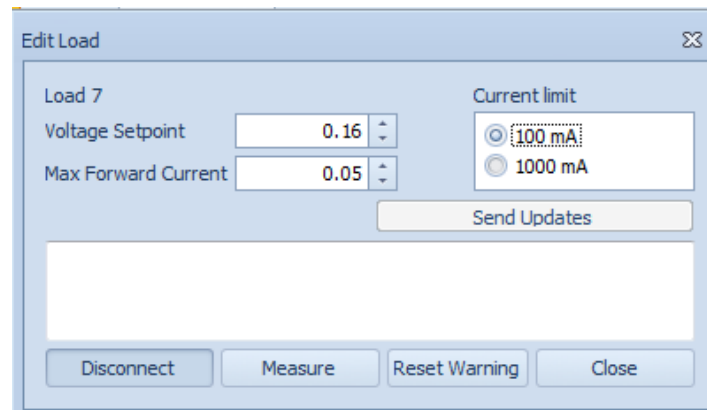 Edit Load
Load 7
Current limit
Voltage Setpoint 0.16
100 mA
Max Forward Current 0.05
1000 mA
Send Updates
Disconnect Measure Reset Warning Close